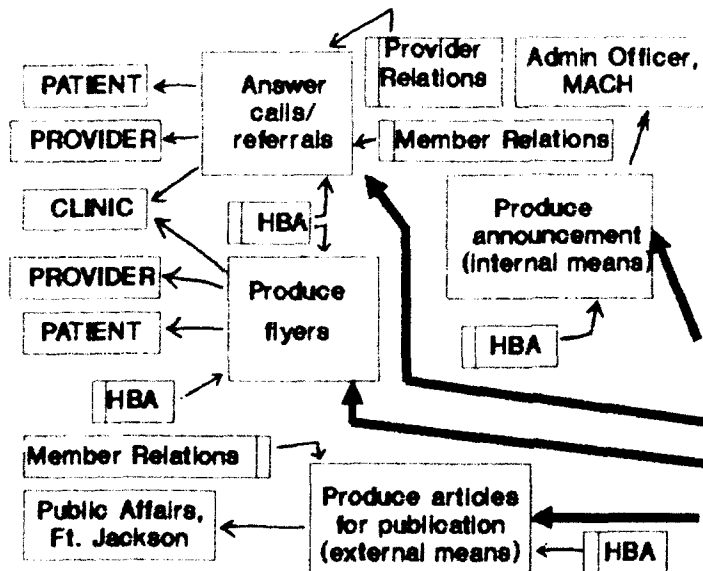 Provider
Relations
Admin Officer,
MACH
PATIENT
Answer
calls/
referrals
PROVIDER
Member Relations
CLINIC
HBA
Produce
announcement
(internal means)
PROVIDER
Produce
flyers
PATIENT
HBA
HBA
Member Relations
Produce articles
for publication
(external means)
Public Affairs,
Ft. Jackson
HBA